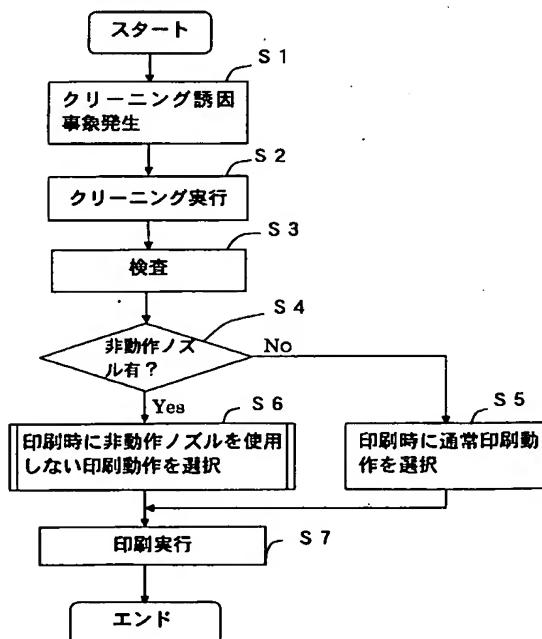 スタート
S1
クリーニング誘因
事象発生
S2
クリーニング実行
S3
検査
S4
非動作ノズ
ル有?
No
Yes
S6
印刷時に非動作ノズルを使用
しない印刷動作を選択
S5
印刷時に通常印刷動
作を選択
印刷実行
S7
エンド